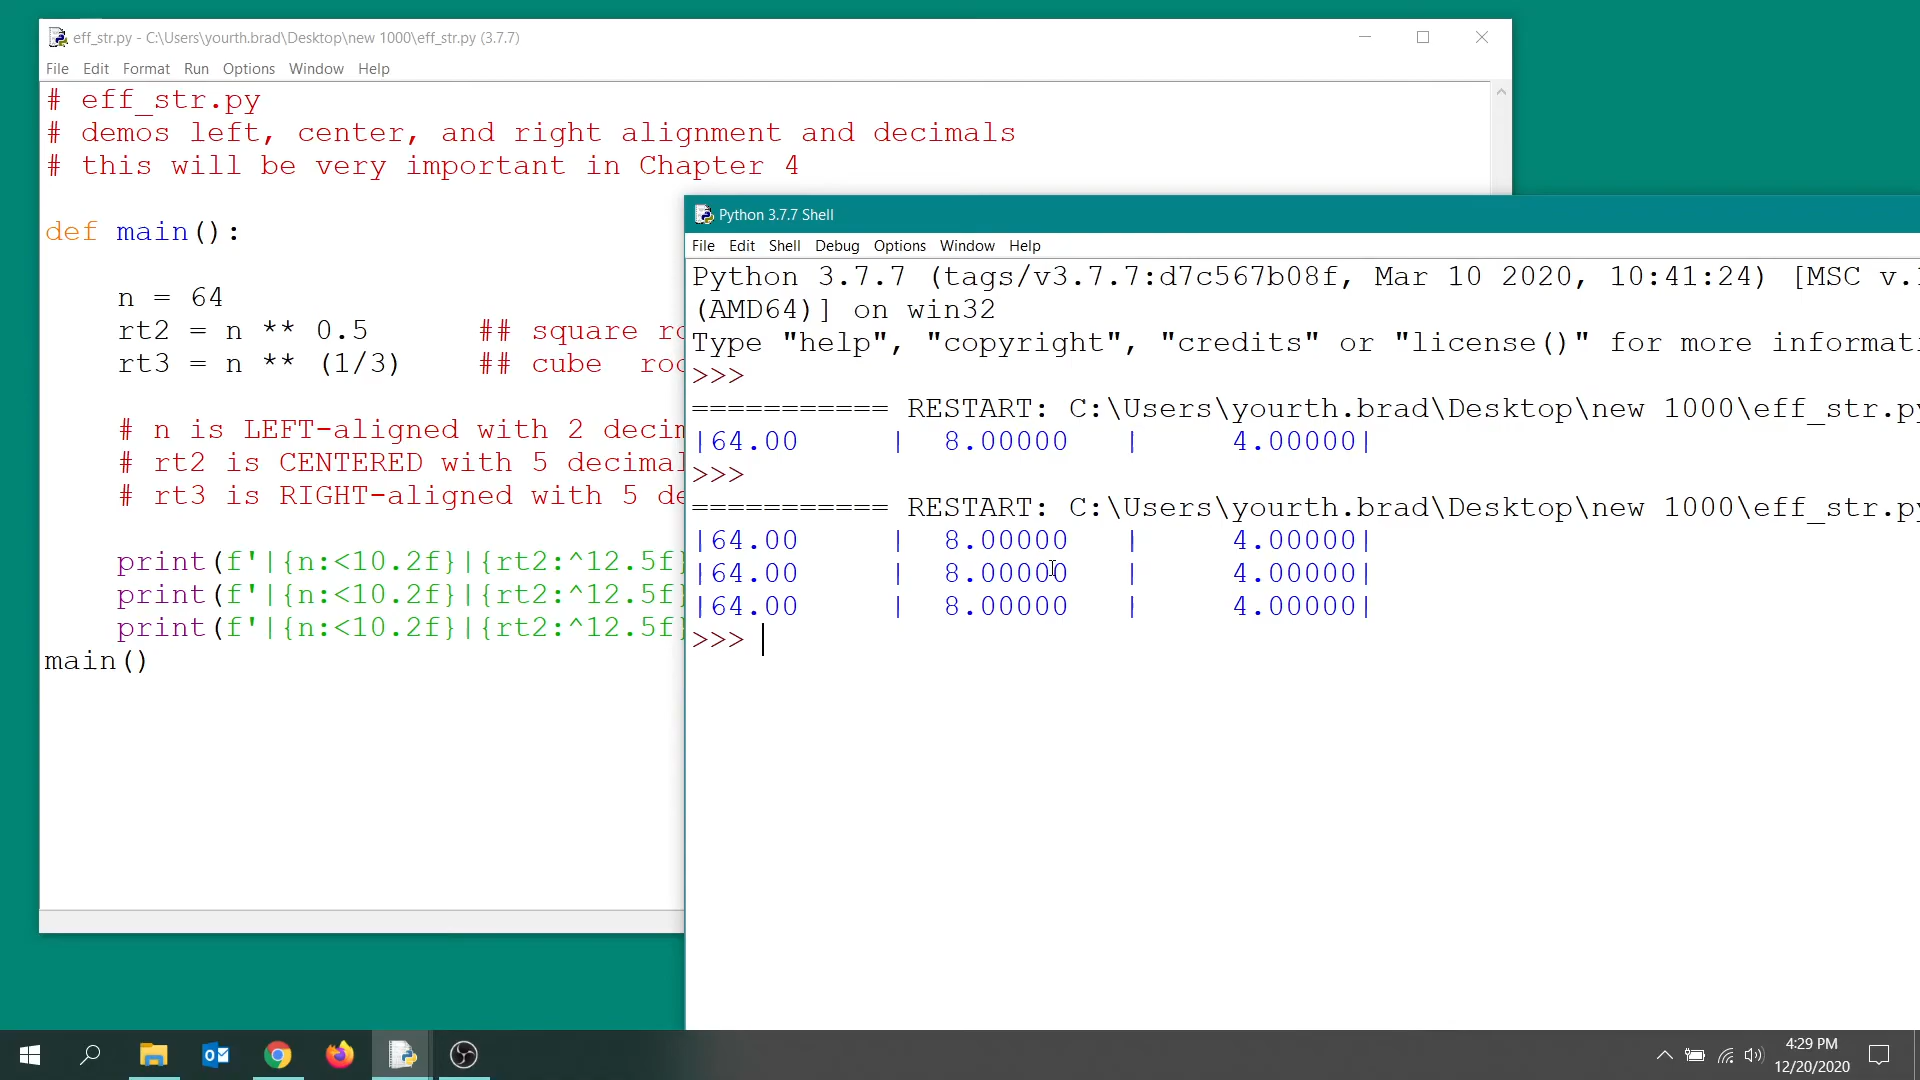 eff_str.py - C:\Users\yourth.brad\Desktop\new 1000\eff_str.py (3.7.7)
File Edit Format Run Options Window Help
# eff_str.py
# demos left, center, and right alignment and decimals
# this will be very important in Chapter 4
def main():
n = 64
rt2 = n ** 0.5 ## square ro
rt3 = n ** (1/3) ## cube roo
# n is LEFT-aligned with 2 decim
# rt2 is CENTERED with 5 decimal
# rt3 is RIGHT-aligned with 5 de
print(f'|{n:<10.2f}|{rt2:^12.5f}
print(f'|{n:<10.2f}|{rt2:^12.5f}
print(f'|{n:<10.2f}|{rt2:^12.5f}
main()
Python 3.7.7 Shell
File Edit Shell Debug Options Window Help
Python 3.7.7 (tags/v3.7.7:d7c567b08f, Mar 10 2020, 10:41:24) [MSC v.
(AMD64)] on win32
Type "help", "copyright", "credits" or "license()" for more informati
>>>
=========== RESTART: C:\Users\yourth.brad\Desktop\new 1000\eff_str.py
|64.00     |  8.00000   |     4.00000|
>>>
=========== RESTART: C:\Users\yourth.brad\Desktop\new 1000\eff_str.py
|64.00     |  8.00000   |     4.00000|
|64.00     |  8.00000   |     4.00000|
|64.00     |  8.00000   |     4.00000|
>>>
4:29 PM
12/20/2020